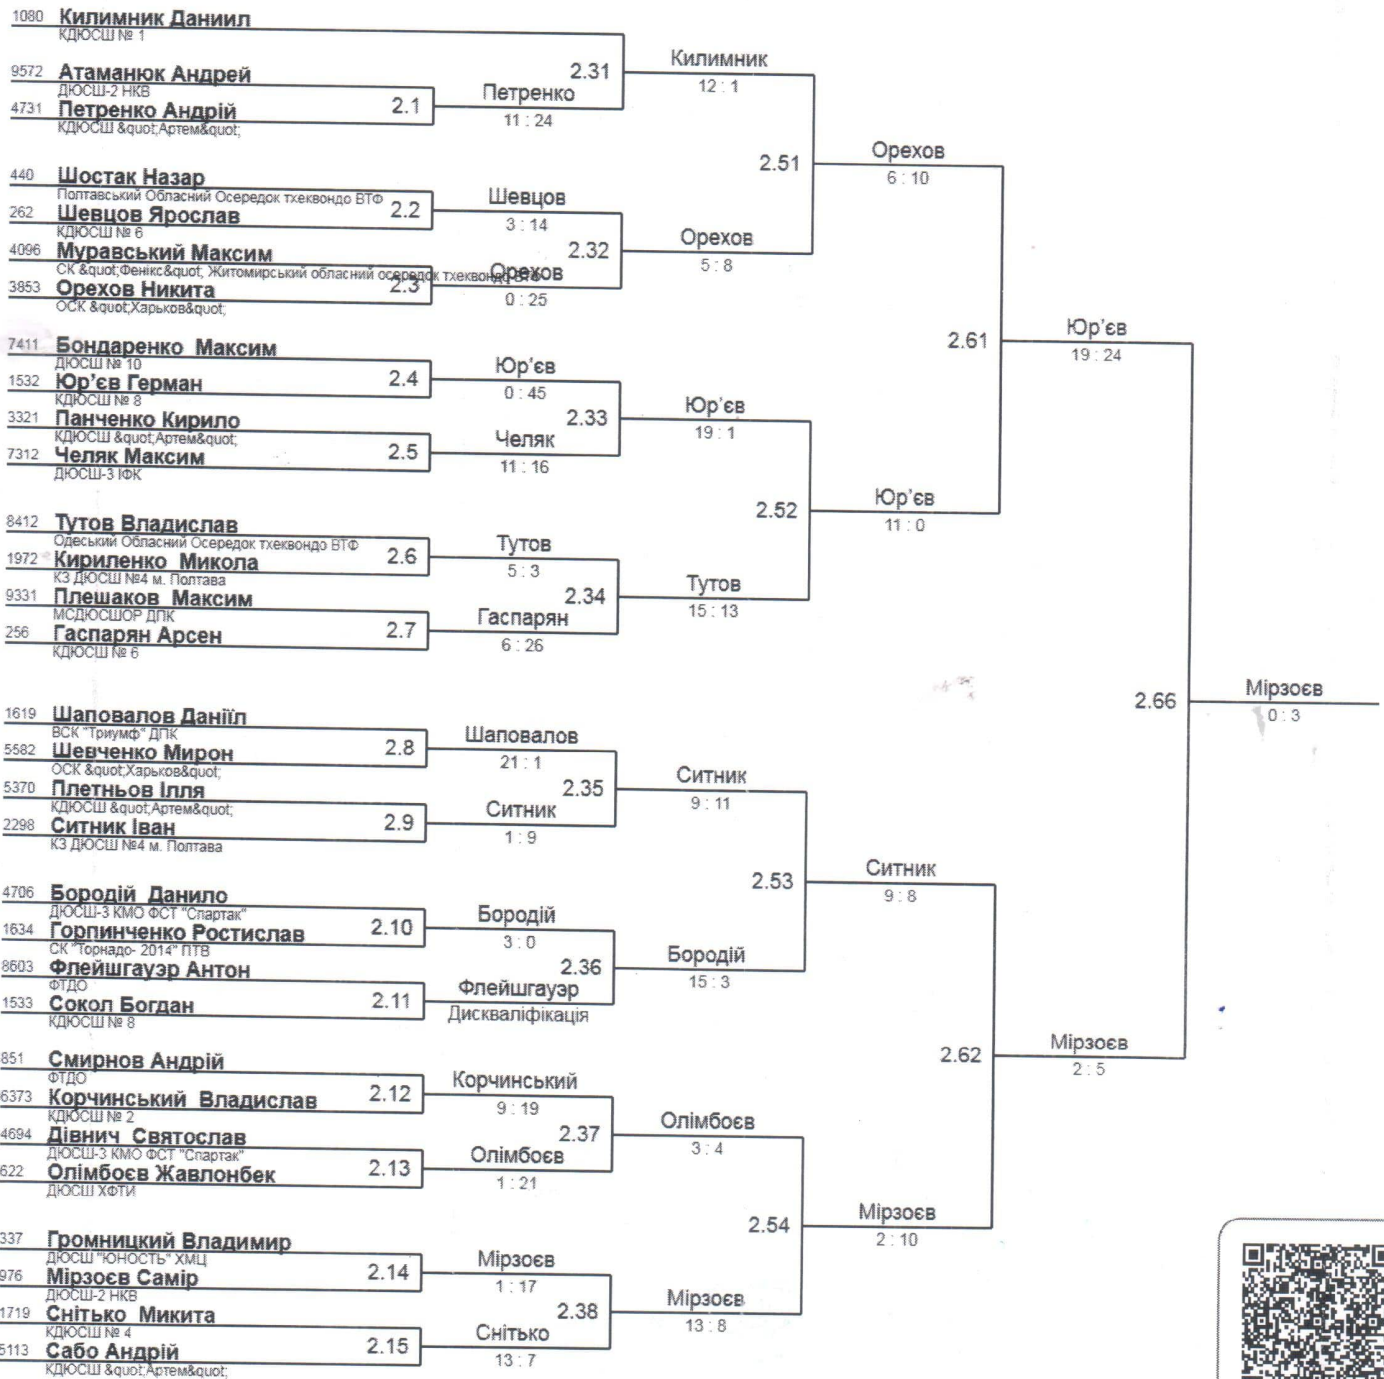 1080 Килимник Даниил
КДЮСШ № 1
9572 Атаманюк Андрей
ДЮСШ-2 НКВ
4731 Петренко Андрій
КДЮСШ &quot;Артем&quot;
2.1
Петренко
11 : 24
2.31
Килимник
12 : 1
440 Шостак Назар
Полтавський Обласний Осередок тхеквондо ВТФ
262 Шевцов Ярослав
КДЮСШ № 6
2.2
Шевцов
3 : 14
4096 Муравський Максим
СК &quot;Фенікс&quot; Житомирський обласний осередок тхеквондо ВТФ
3853 Орехов Никита
ОСК &quot;Харьков&quot;
2.3
Орехов
0 : 25
2.32
Орехов
5 : 8
2.51
Орехов
6 : 10
7411 Бондаренко Максим
ДЮСШ № 10
1532 Юр'єв Герман
КДЮСШ № 8
2.4
Юр'єв
0 : 45
3321 Панченко Кирило
КДЮСШ &quot;Артем&quot;
7312 Челяк Максим
ДЮСШ-3 ІФК
2.5
Челяк
11 : 16
2.33
Юр'єв
19 : 1
8412 Тутов Владислав
Одеський Обласний Осередок тхеквондо ВТФ
1972 Кириленко Микола
КЗ ДЮСШ №4 м. Полтава
2.6
Тутов
5 : 3
9331 Плешаков Максим
МСДЮСШОР ДПК
256 Гаспарян Арсен
КДЮСШ № 6
2.7
Гаспарян
6 : 26
2.34
Тутов
15 : 13
2.52
Юр'єв
11 : 0
2.61
Юр'єв
19 : 24
1619 Шаповалов Даніїл
ВСК "Триумф" ДПК
5582 Шевченко Мирон
ОСК &quot;Харьков&quot;
2.8
Шаповалов
21 : 1
5370 Плетньов Ілля
КДЮСШ &quot;Артем&quot;
2298 Ситник Іван
КЗ ДЮСШ №4 м. Полтава
2.9
Ситник
1 : 9
2.35
Ситник
9 : 11
4706 Бородій Данило
ДЮСШ-3 КМО ФСТ "Спартак"
1634 Горпинченко Ростислав
СК "Торнадо- 2014" ПТВ
2.10
Бородій
3 : 0
8603 Флейшгауэр Антон
ФТДО
1533 Сокол Богдан
КДЮСШ № 8
2.11
Флейшгауэр
Дискваліфікація
2.36
Бородій
15 : 3
2.53
Ситник
9 : 8
851 Смирнов Андрій
ФТДО
6373 Корчинський Владислав
КДЮСШ № 2
2.12
Корчинський
9 : 19
4694 Дівнич Святослав
ДЮСШ-3 КМО ФСТ "Спартак"
622 Олімбоєв Жавлонбек
ДЮСШ ХФТИ
2.13
Олімбоєв
1 : 21
2.37
Олімбоєв
3 : 4
337 Громницкий Владимир
ДЮСШ "ЮНОСТЬ" ХМЦ
976 Мірзоєв Самір
ДЮСШ-2 НКВ
2.14
Мірзоєв
1 : 17
1719 Снітько Микита
КДЮСШ № 4
5113 Сабо Андрій
КДЮСШ &quot;Артем&quot;
2.15
Снітько
13 : 7
2.38
Мірзоєв
13 : 8
2.54
Мірзоєв
2 : 10
2.62
Мірзоєв
2 : 5
2.66
Мірзоєв
0 : 3